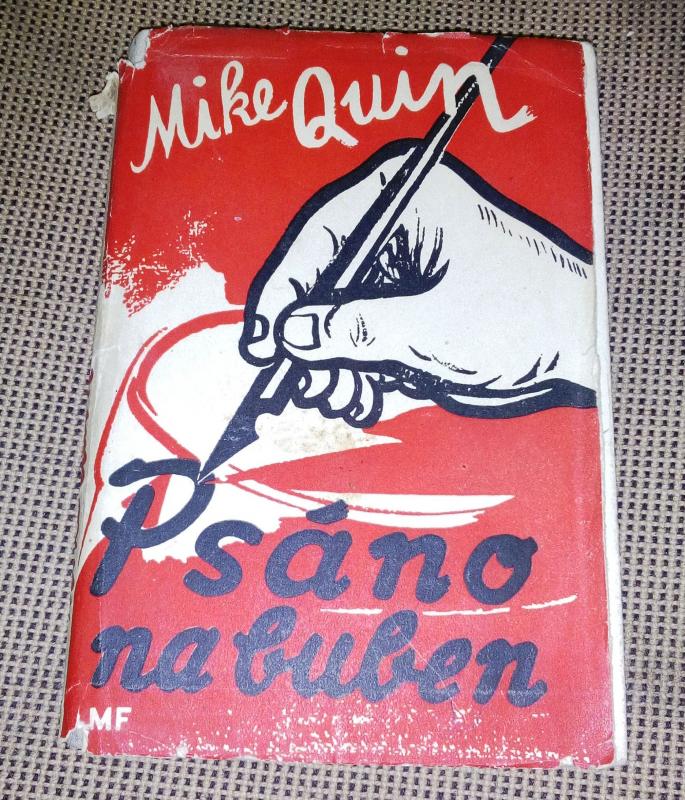 Mike Quin
Psáno
na buben
MF